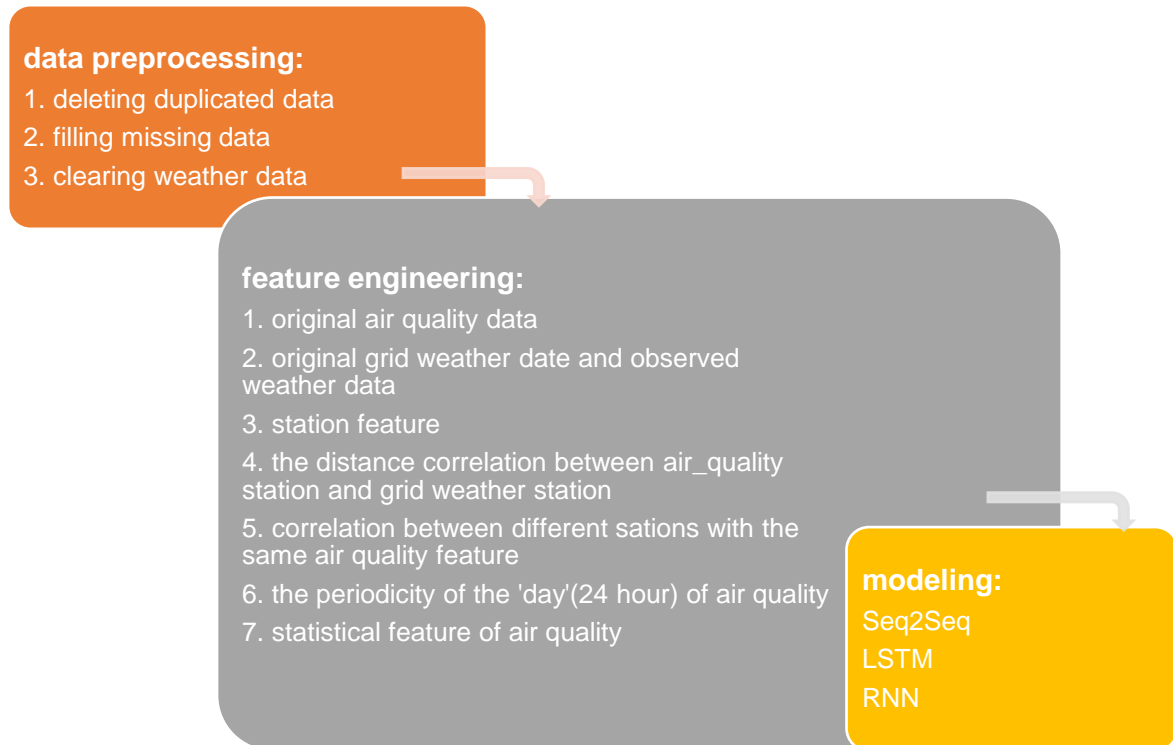 data preprocessing:
1. deleting duplicated data
2. filling missing data
3. clearing weather data
feature engineering:
1. original air quality data
2. original grid weather date and observed
weather data
3. station feature
4. the distance correlation between air_quality
station and grid weather station
5. correlation between different sations with the
same air quality feature
6. the periodicity of the 'day'(24 hour) of air quality
7. statistical feature of air quality
modeling:
Seq2Seq
LSTM
RNN